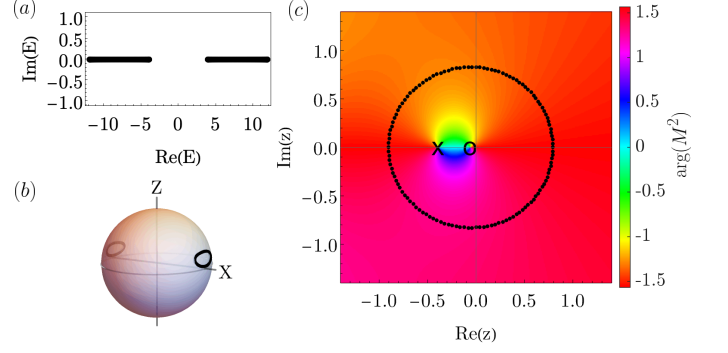 (a)
1.0
0.5
0.0
−0.5
−1.0
Im(E)
−10 −5 0 5 10
Re(E)
(b)
Z
X
(c)
1.0
0.5
0.0
−0.5
−1.0
Im(z)
X O
−1.0 −0.5 0.0 0.5 1.0
Re(z)
1.5
1
0.5
0
-0.5
-1
-1.5
arg(M²)